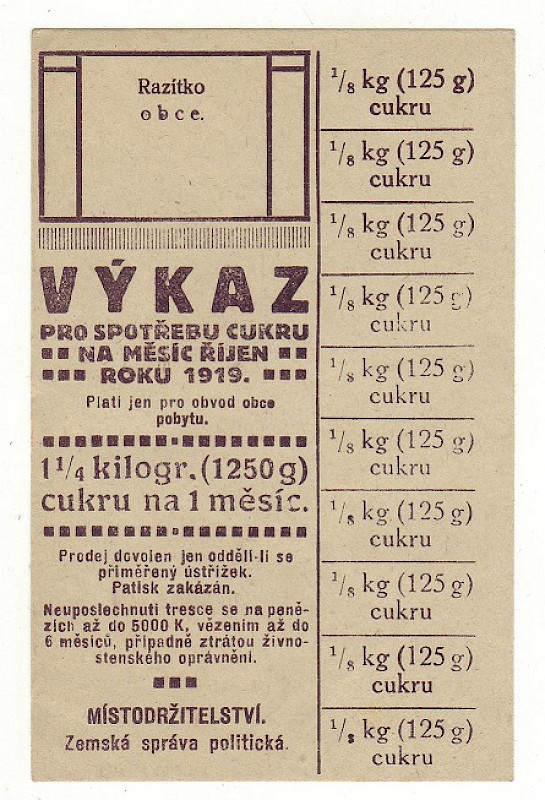 Razítko
obce.
VÝKAZ
PRO SPOTŘEBU CUKRU
NA MĚSÍC ŘÍJEN
ROKU 1919.
Platí jen pro obvod obce
pobytu.
1 1/4 kilogr. (1250 g)
cukru na 1 měsíc.
Prodej dovolen jen oddělí-li se
přiměřený ústřižek.
Patisk zakázán.
Neuposlechnutí tresce se na peně-
zích až do 5000 K, vězením až do
6 měsíců, případně ztrátou živno-
stenského oprávnění.
MÍSTODRŽITELSTVÍ.
Zemská správa politická.
1/8 kg (125 g)
cukru
1/8 kg (125 g)
cukru
1/8 kg (125 g)
cukru
1/8 kg (125 g)
cukru
1/8 kg (125 g)
cukru
1/8 kg (125 g)
cukru
1/8 kg (125 g)
cukru
1/8 kg (125 g)
cukru
1/8 kg (125 g)
cukru
1/8 kg (125 g)
cukru